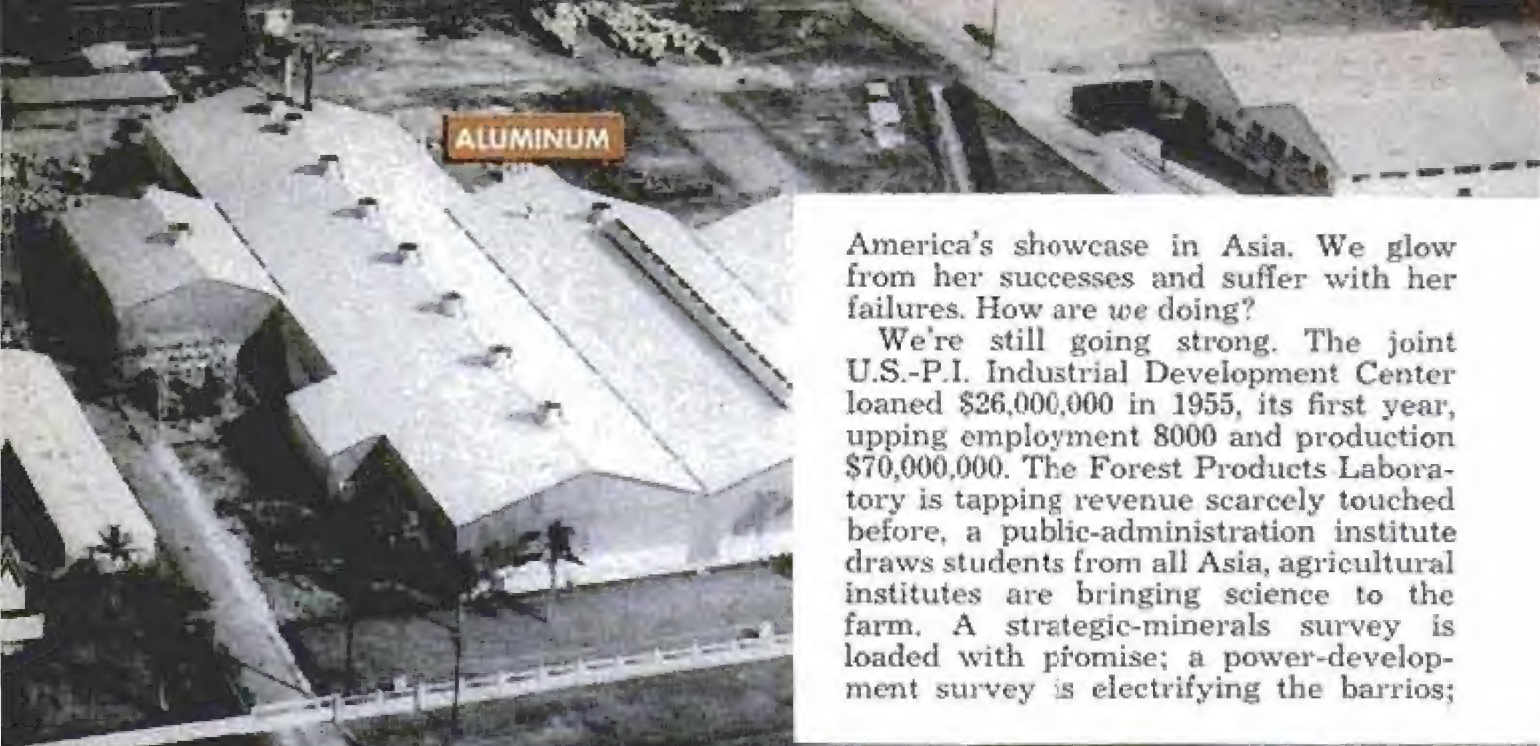 ALUMINUM
America's showcase in Asia. We glow
from her successes and suffer with her
failures. How are we doing?
We're still going strong. The joint
U.S.-P.I. Industrial Development Center
loaned $26,000,000 in 1955, its first year,
upping employment 8000 and production
$70,000,000. The Forest Products Labora-
tory is tapping revenue scarcely touched
before, a public-administration institute
draws students from all Asia, agricultural
institutes are bringing science to the
farm. A strategic-minerals survey is
loaded with promise; a power-develop-
ment survey is electrifying the barrios;